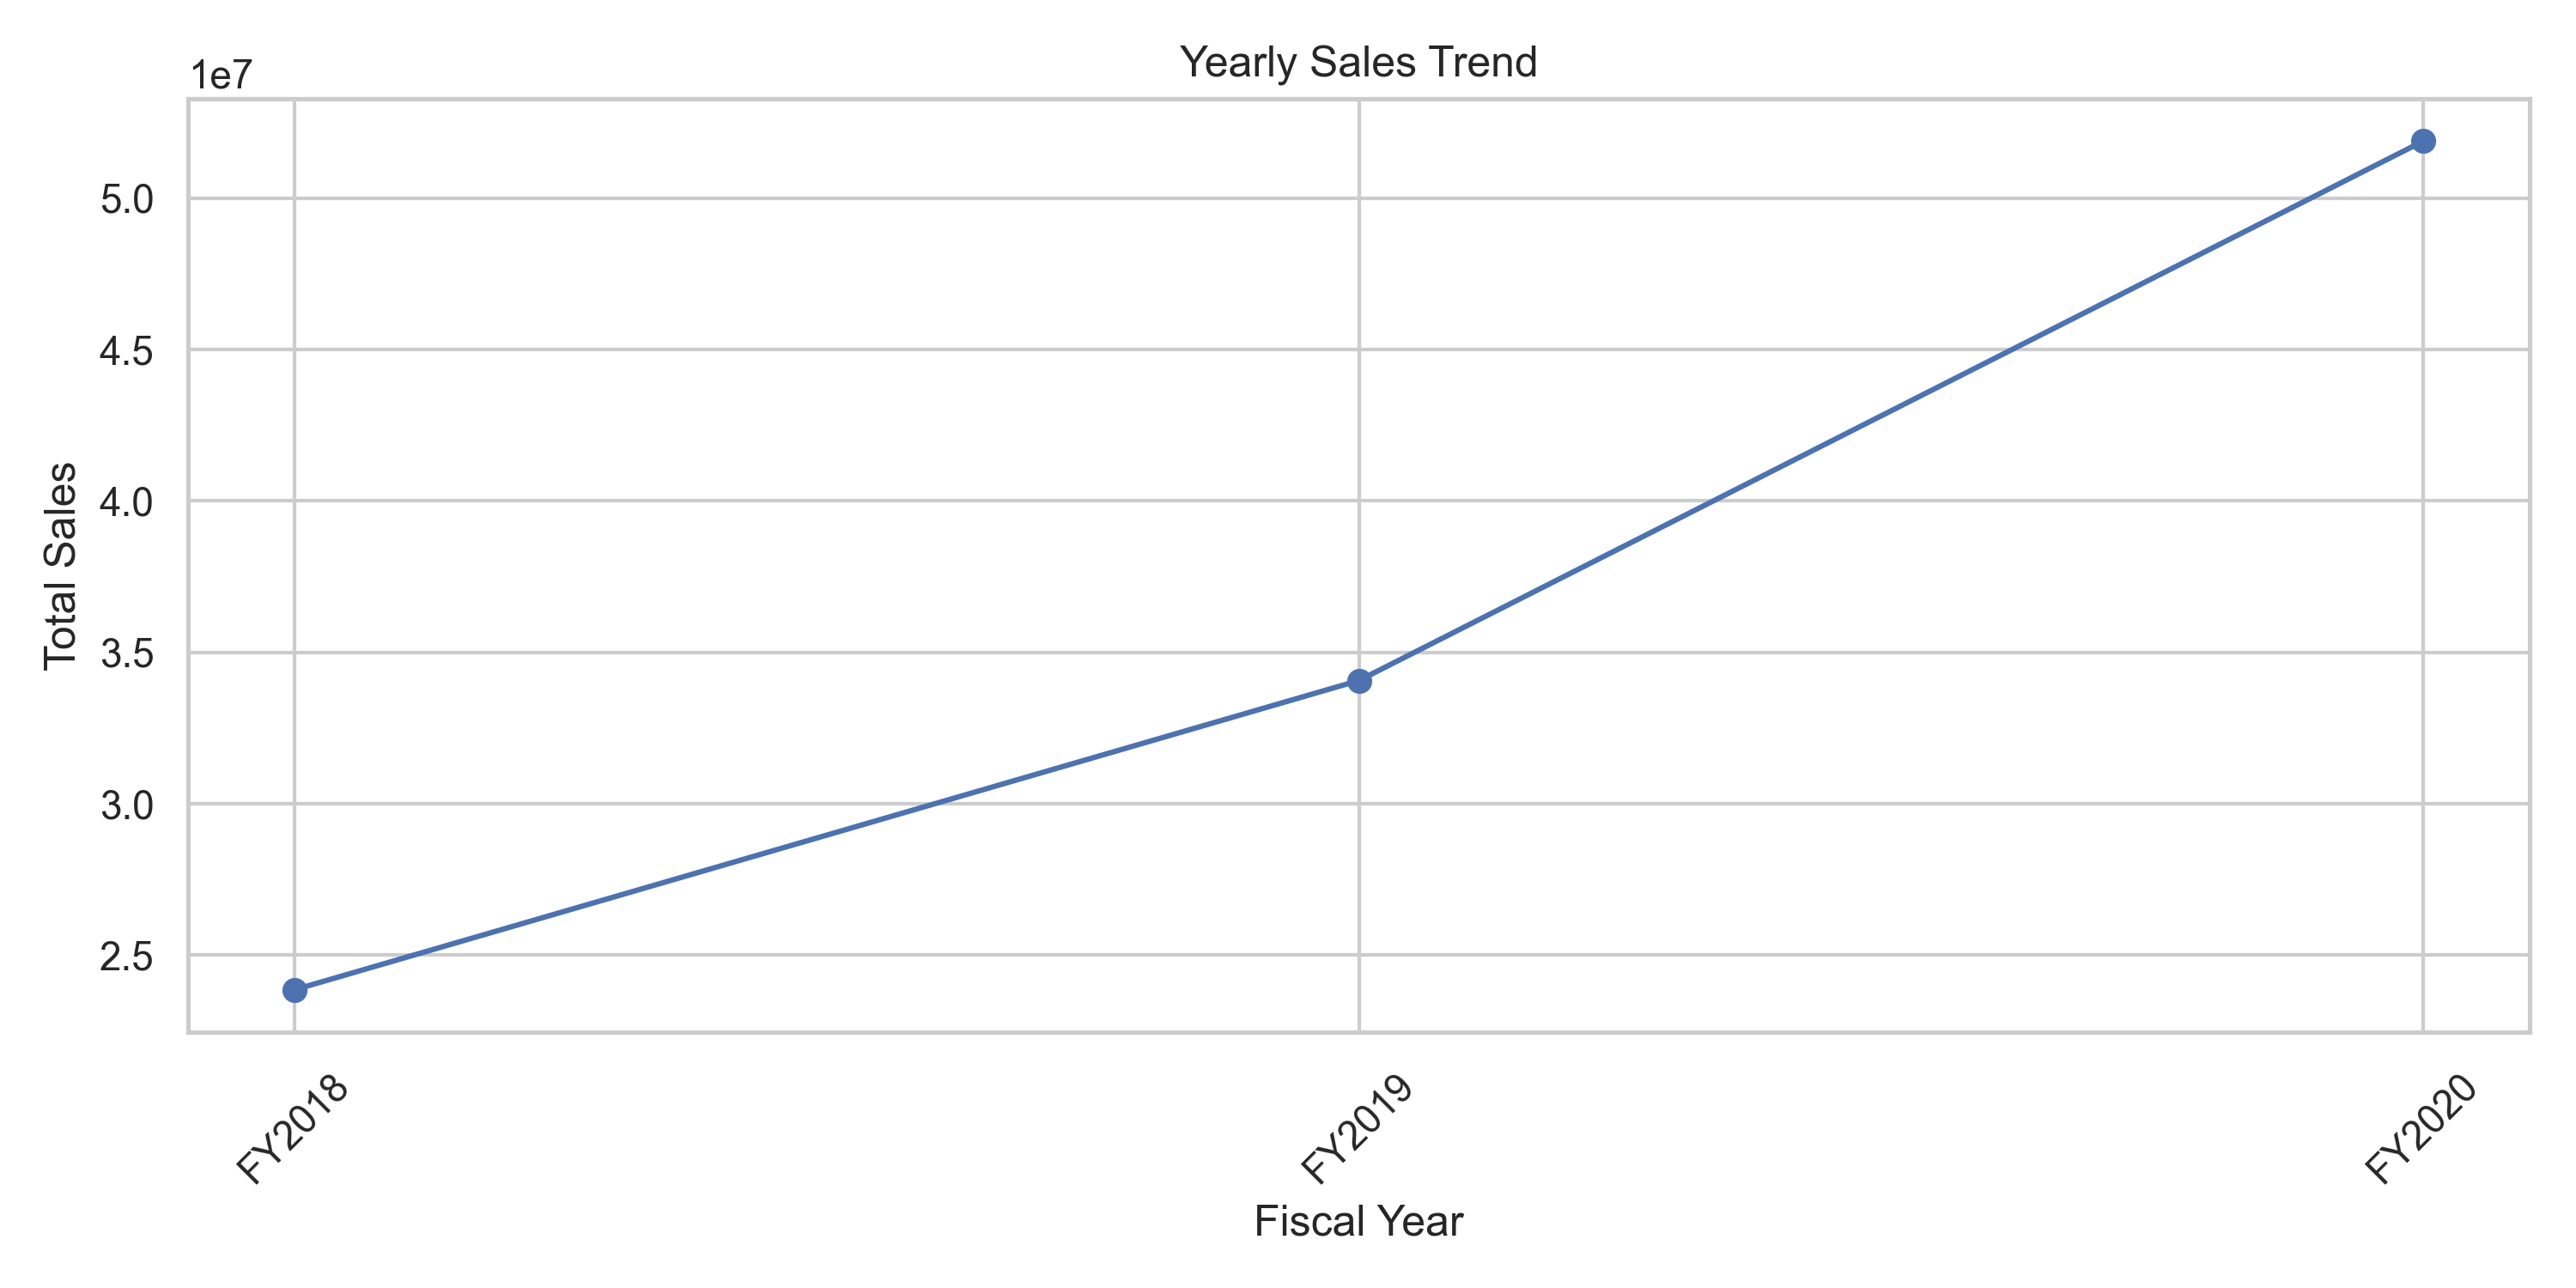 Yearly Sales Trend
1e7
5.0
4.5
4.0
3.5
3.0
2.5
Total Sales
FY2018
FY2019
FY2020
Fiscal Year